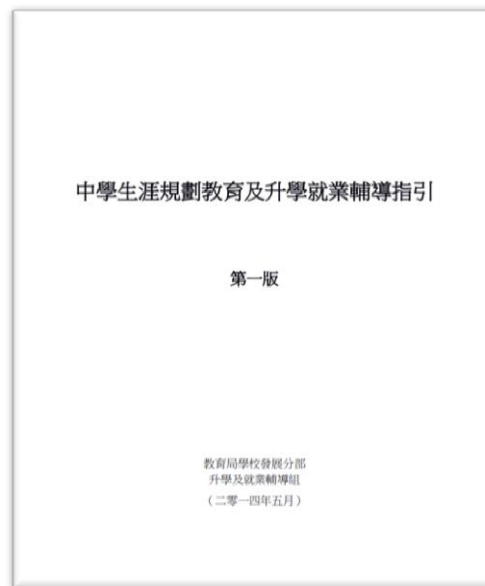 中學生涯規劃教育及升學就業輔導指引
第一版
教育局學校發展分部
升學及就業輔導組
（二零一四年五月）